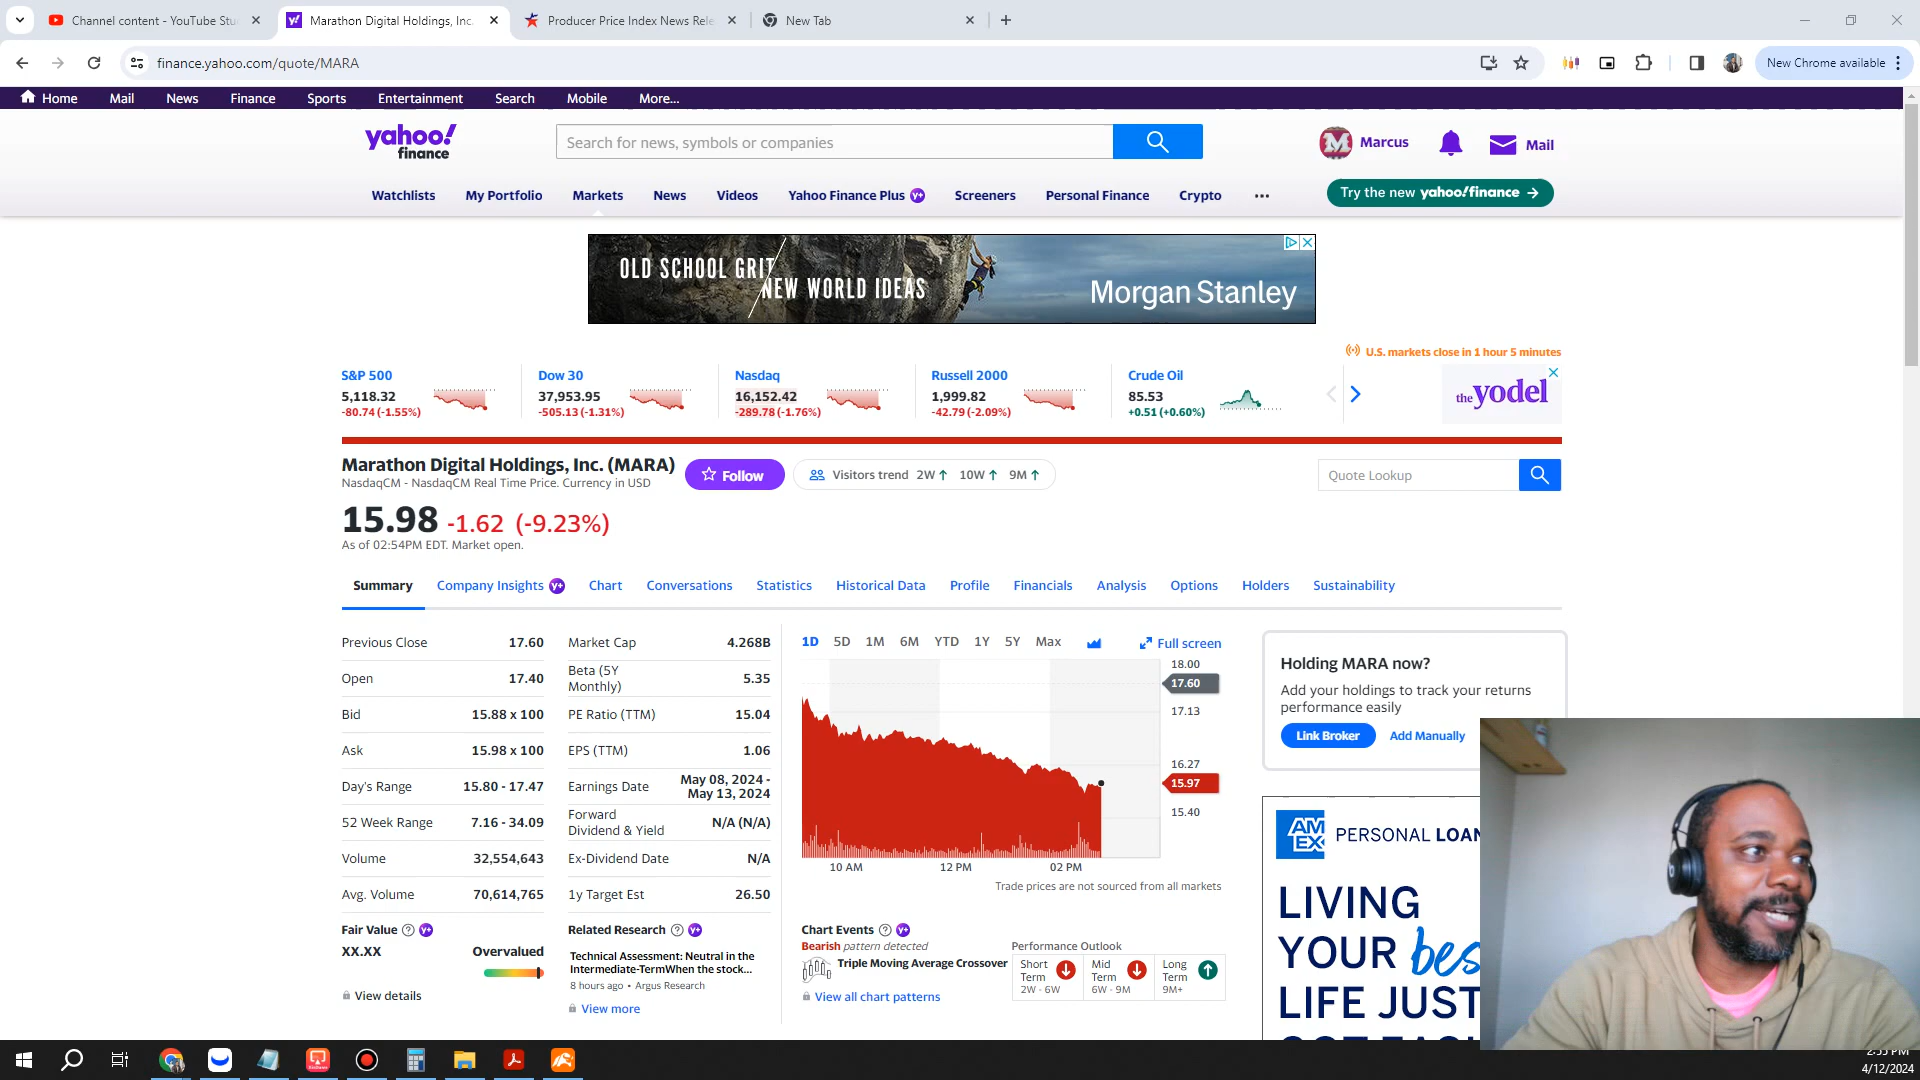 Channel content - YouTube Stu
Marathon Digital Holdings, Inc.
Producer Price Index News Rele
New Tab
finance.yahoo.com/quote/MARA
New Chrome available
Home Mail News Finance Sports Entertainment Search Mobile More...
yahoo!
finance
Search for news, symbols or companies
Marcus
Mail
Watchlists My Portfolio Markets News Videos Yahoo Finance Plus Y+ Screeners Personal Finance Crypto ...
Try the new yahoo!finance →
OLD SCHOOL GRIT
NEW WORLD IDEAS
Morgan Stanley
U.S. markets close in 1 hour 5 minutes
S&P 500
5,118.32
-80.74 (-1.55%)
Dow 30
37,953.95
-505.13 (-1.31%)
Nasdaq
16,152.42
-289.78 (-1.76%)
Russell 2000
1,999.82
-42.79 (-2.09%)
Crude Oil
85.53
+0.51 (+0.60%)
the yodel
Marathon Digital Holdings, Inc. (MARA)
NasdaqCM - NasdaqCM Real Time Price. Currency in USD
Follow
Visitors trend 2W↑ 10W↑ 9M↑
Quote Lookup
15.98 -1.62 (-9.23%)
As of 02:54PM EDT. Market open.
Summary Company Insights Y+ Chart Conversations Statistics Historical Data Profile Financials Analysis Options Holders Sustainability
Previous Close 17.60
Open 17.40
Bid 15.88 x 100
Ask 15.98 x 100
Day's Range 15.80 - 17.47
52 Week Range 7.16 - 34.09
Volume 32,554,643
Avg. Volume 70,614,765
Market Cap 4.268B
Beta (5Y
Monthly) 5.35
PE Ratio (TTM) 15.04
EPS (TTM) 1.06
Earnings Date May 08, 2024 -
May 13, 2024
Forward
Dividend & Yield N/A (N/A)
Ex-Dividend Date N/A
1y Target Est 26.50
1D 5D 1M 6M YTD 1Y 5Y Max
Full screen
18.00
17.60
17.13
16.27
15.97
15.40
10 AM 12 PM 02 PM
Trade prices are not sourced from all markets
Holding MARA now?
Add your holdings to track your returns
performance easily
Link Broker Add Manually
Fair Value Y+
XX.XX Overvalued
View details
Related Research Y+
Technical Assessment: Neutral in the
Intermediate-TermWhen the stock...
8 hours ago • Argus Research
View more
Chart Events Y+
Bearish pattern detected
Triple Moving Average Crossover
View all chart patterns
Performance Outlook
Short
Term
2W - 6W
Mid
Term
6W - 9M
Long
Term
9M+
AM
EX
PERSONAL LOAN
LIVING
YOUR bes
LIFE JUST
2:55 PM
4/12/2024